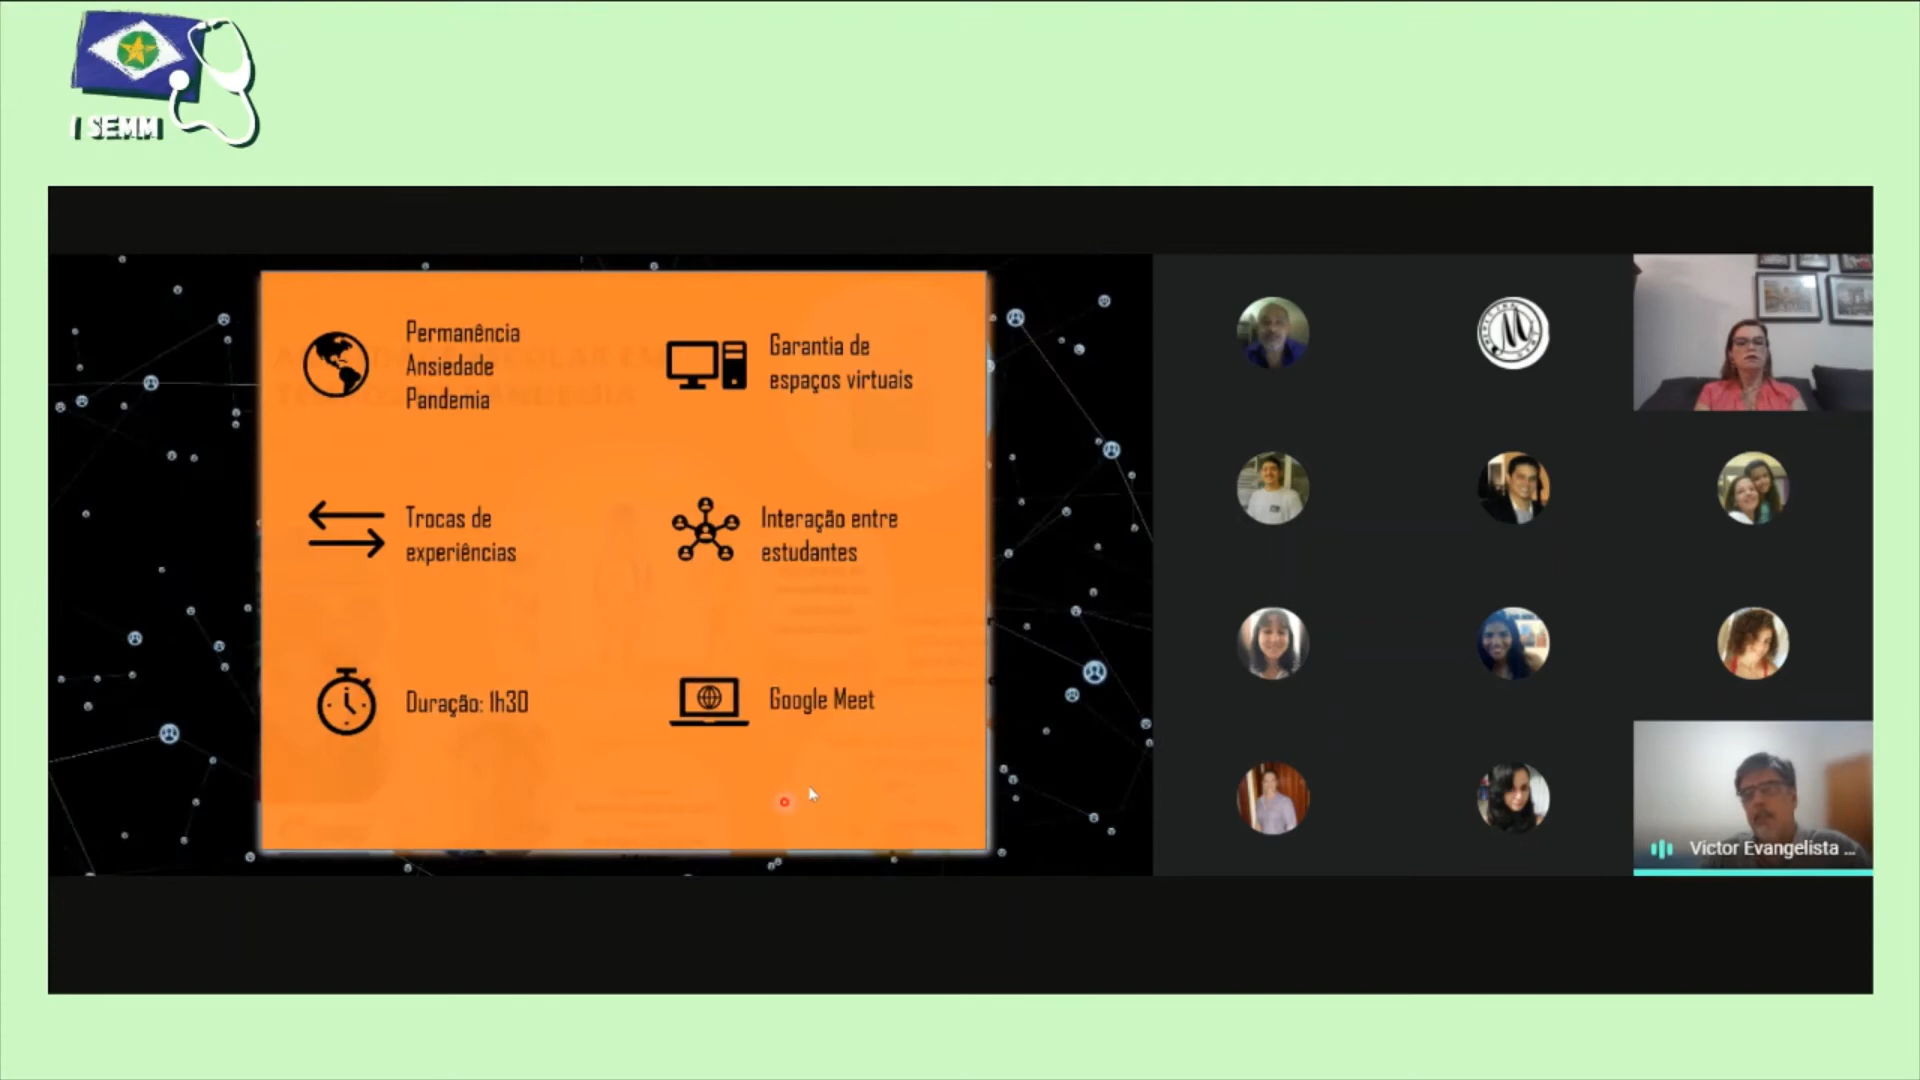 I SEMM
Permanência
Ansiedade
Pandemia
Garantia de
espaços virtuais
Trocas de
experiências
Interação entre
estudantes
Duração: 1h30
Google Meet
Victor Evangelista ...